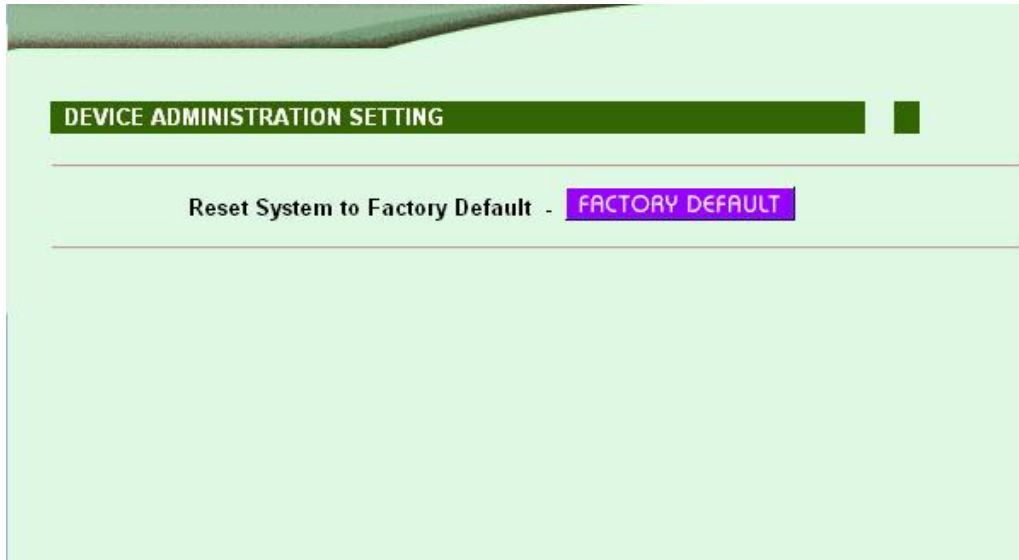 DEVICE ADMINISTRATION SETTING
Reset System to Factory Default - FACTORY DEFAULT